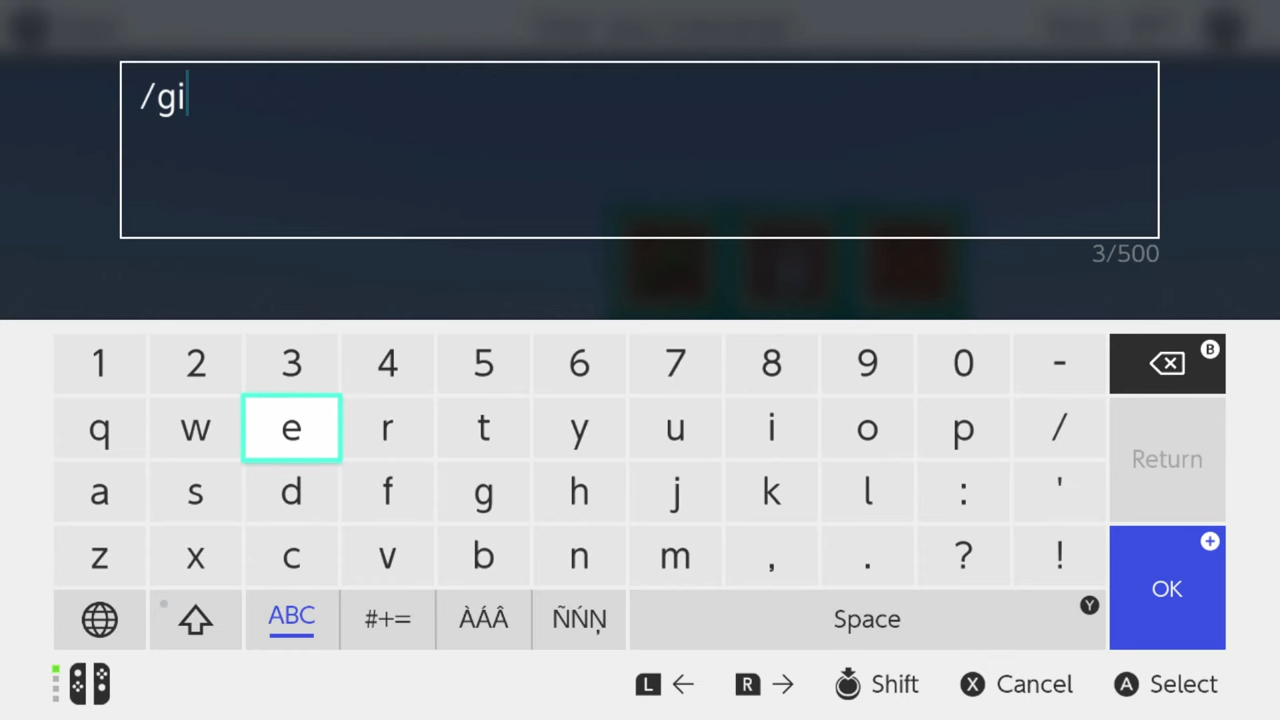 /gi
3/500
1 2 3 4 5 6 7 8 9 0 - B
q w e r t y u i o p / Return
a s d f g h j k l : '
z x c v b n m , . ? ! + OK
ABC #+= ÀÁÂ ÑŃŅ Space Y
L ← R → Shift X Cancel A Select